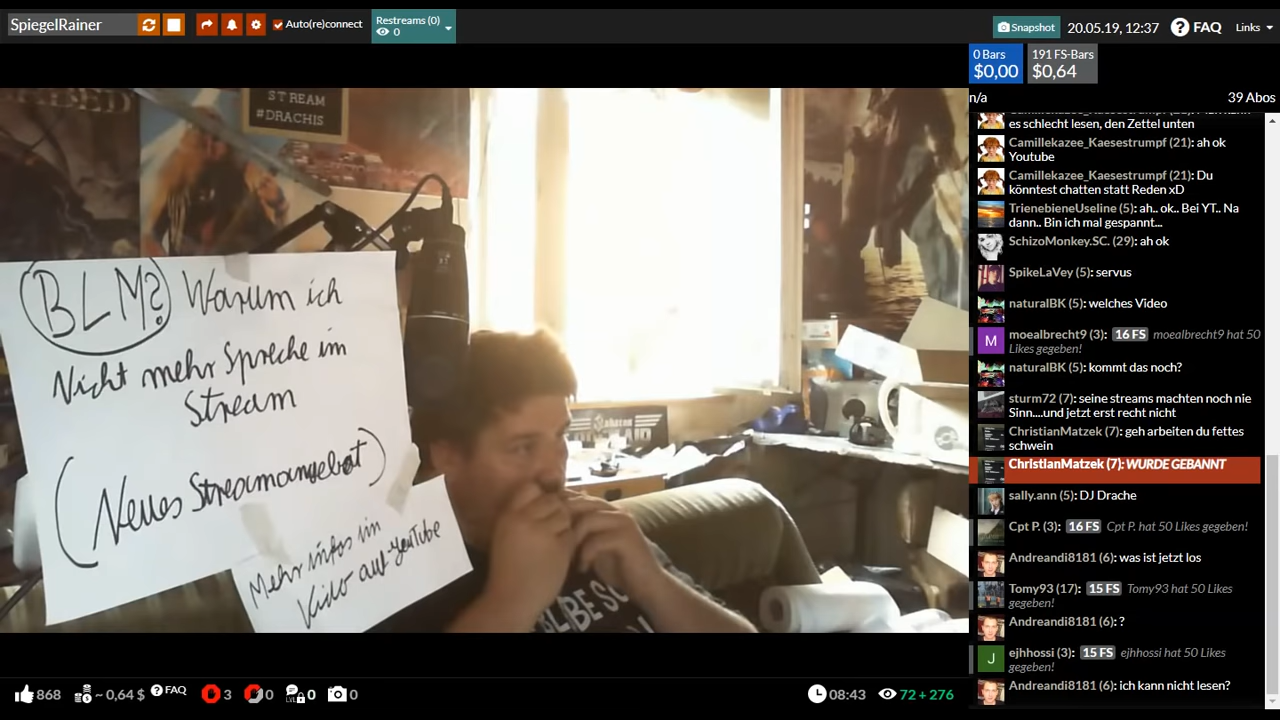 SpiegelRainer
Auto(re)connect
Restreams (0)
0
Snapshot
20.05.19, 12:37
FAQ
Links
0 Bars
$0,00
191 FS-Bars
$0,64
n/a
39 Abos
STREAM
#DRACHIS
BLM? Warum ich
Nicht mehr Spreche im
Stream
(Neues Streamangebot)
Mehr infos im
Video auf YouTube
Sabaton
es schlecht lesen, den Zettel unten
Camillekazee_Kaesestrumpf (21): ah ok
Youtube
Camillekazee_Kaesestrumpf (21): Du
könntest chatten statt Reden xD
TrienebieneUseline (5): ah.. ok.. Bei YT.. Na
dann.. Bin ich mal gespannt...
SchizoMonkey.SC. (29): ah ok
SpikeLaVey (5): servus
naturalBK (5): welches Video
M
moealbrecht9 (3): 16 FS moealbrecht9 hat 50
Likes gegeben!
naturalBK (5): kommt das noch?
sturm72 (7): seine streams machten noch nie
Sinn....und jetzt erst recht nicht
ChristianMatzek (7): geh arbeiten du fettes
schwein
ChristianMatzek (7): WURDE GEBANNT
sally.ann (5): DJ Drache
Cpt P. (3): 16 FS Cpt P. hat 50 Likes gegeben!
Andreandi8181 (6): was ist jetzt los
Tomy93 (17): 15 FS Tomy93 hat 50 Likes
gegeben!
Andreandi8181 (6): ?
J
ejhhossi (3): 15 FS ejhhossi hat 50 Likes
gegeben!
Andreandi8181 (6): ich kann nicht lesen?
868
~ 0,64 $
FAQ
3
0
LVL
0
0
08:43
72 + 276